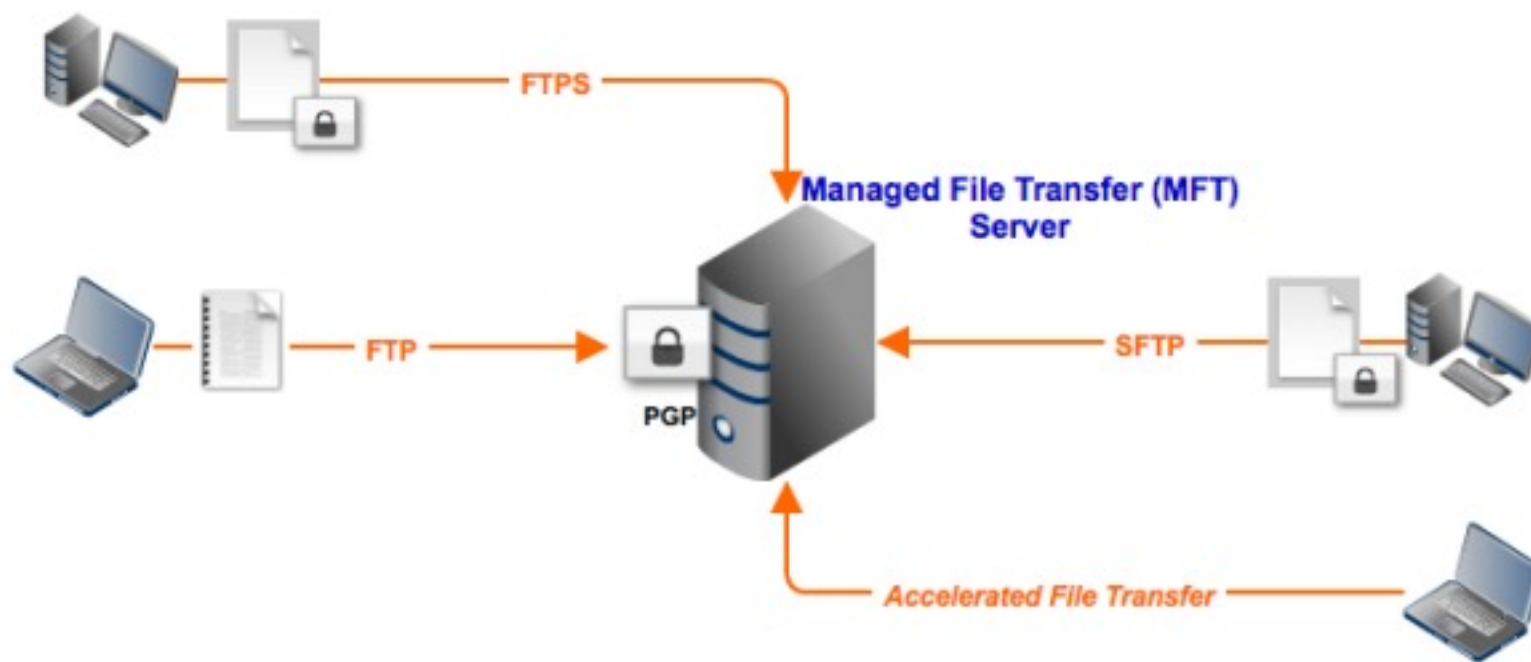 FTPS
Managed File Transfer (MFT)
Server
FTP
PGP
SFTP
Accelerated File Transfer